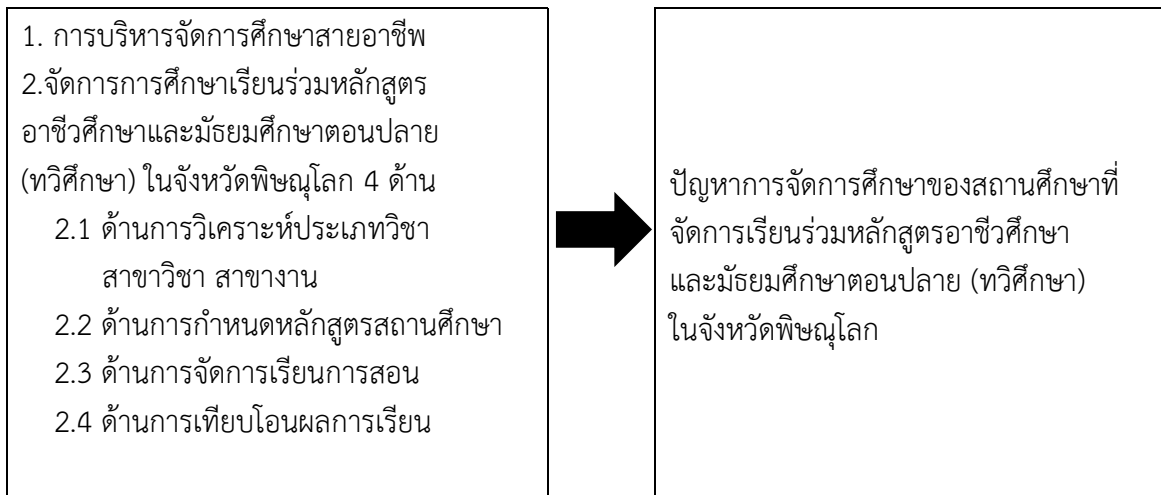 1. การบริหารจัดการศึกษาสายอาชีพ
2.จัดการการศึกษาเรียนร่วมหลักสูตร
อาชีวศึกษาและมัธยมศึกษาตอนปลาย
(ทวิศึกษา) ในจังหวัดพิษณุโลก 4 ด้าน
2.1 ด้านการวิเคราะห์ประเภทวิชา
สาขาวิชา สาขางาน
2.2 ด้านการกำหนดหลักสูตรสถานศึกษา
2.3 ด้านการจัดการเรียนการสอน
2.4 ด้านการเทียบโอนผลการเรียน
ปัญหาการจัดการศึกษาของสถานศึกษาที่
จัดการเรียนร่วมหลักสูตรอาชีวศึกษา
และมัธยมศึกษาตอนปลาย (ทวิศึกษา)
ในจังหวัดพิษณุโลก